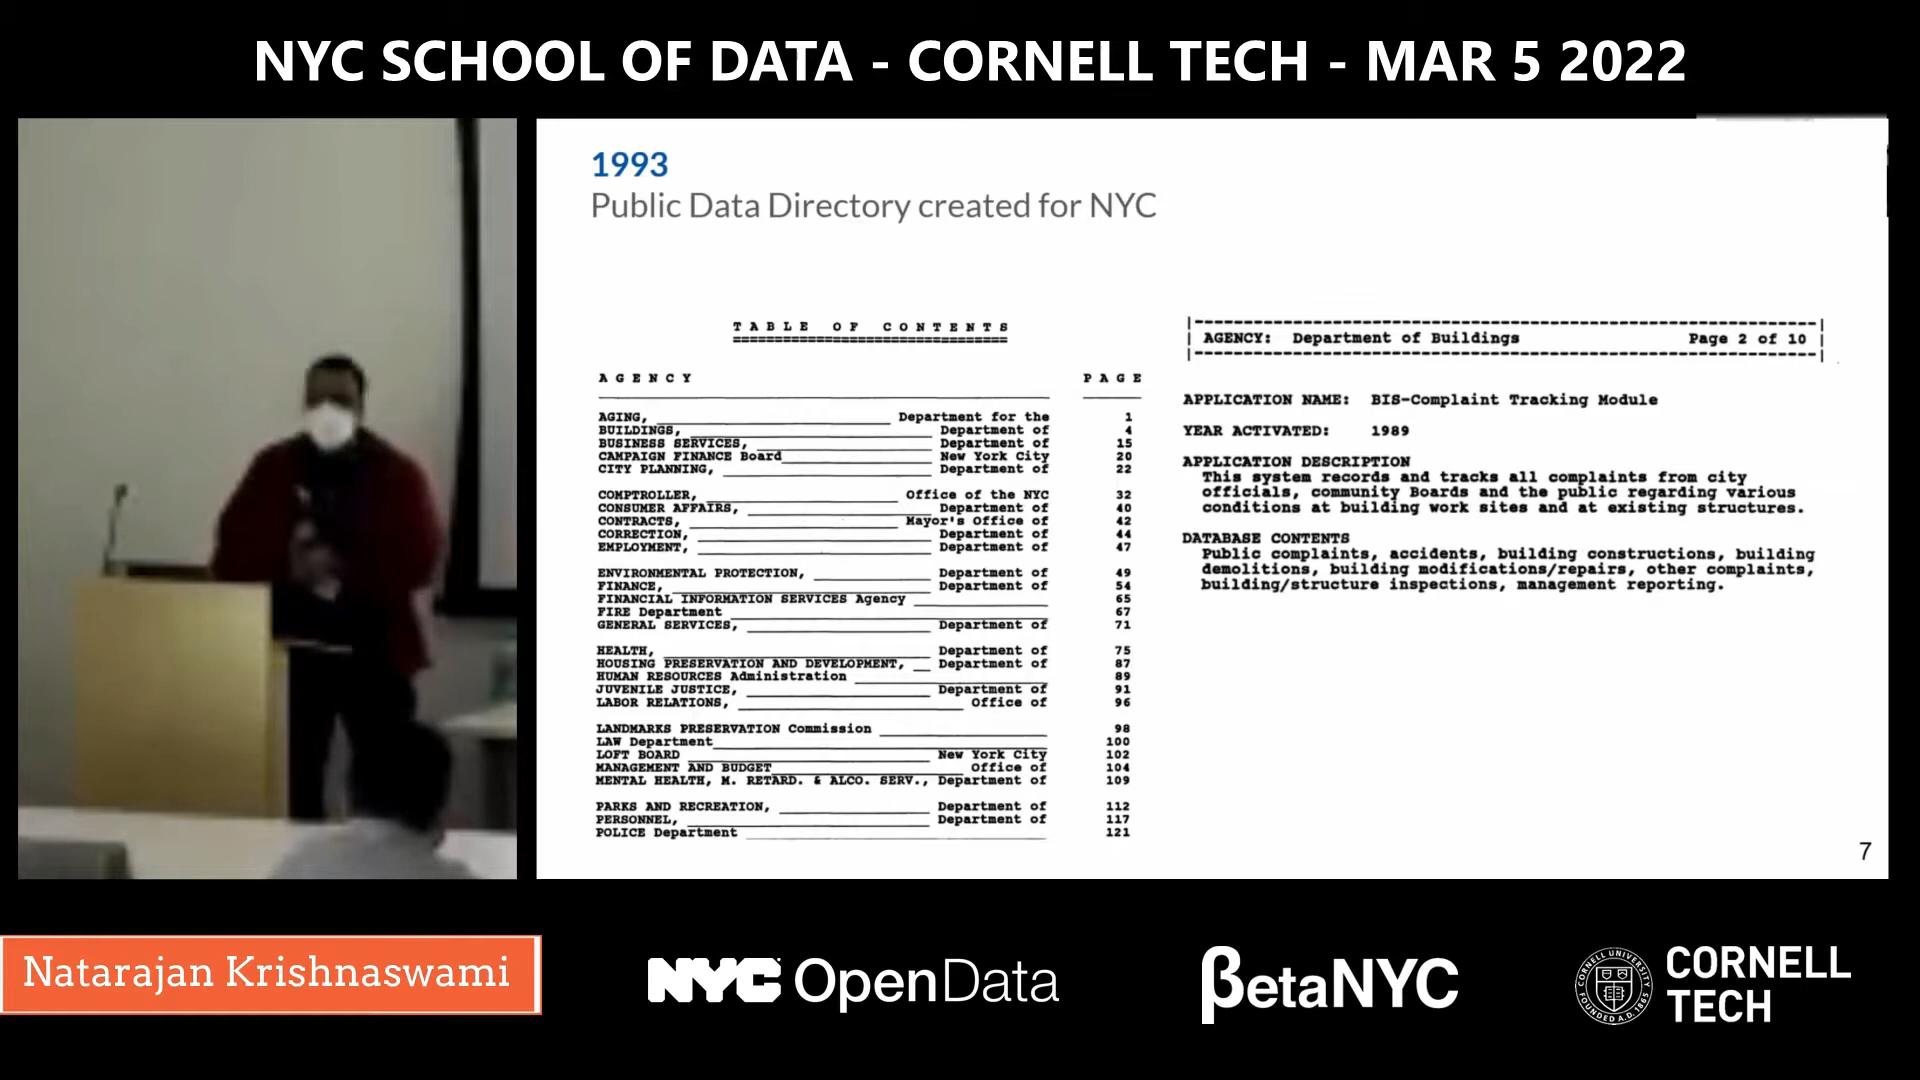 NYC SCHOOL OF DATA - CORNELL TECH - MAR 5 2022
1993
Public Data Directory created for NYC
TABLE OF CONTENTS
AGENCY PAGE
AGING, Department for the 1
BUILDINGS, Department of 4
BUSINESS SERVICES, Department of 15
CAMPAIGN FINANCE Board New York City 20
CITY PLANNING, Department of 22
COMPTROLLER, Office of the NYC 32
CONSUMER AFFAIRS, Department of 40
CONTRACTS, Mayor's Office of 42
CORRECTION, Department of 44
EMPLOYMENT, Department of 47
ENVIRONMENTAL PROTECTION, Department of 49
FINANCE, Department of 54
FINANCIAL INFORMATION SERVICES Agency 65
FIRE Department 67
GENERAL SERVICES, Department of 71
HEALTH, Department of 75
HOUSING PRESERVATION AND DEVELOPMENT, Department of 87
HUMAN RESOURCES Administration 89
JUVENILE JUSTICE, Department of 91
LABOR RELATIONS, Office of 96
LANDMARKS PRESERVATION Commission 98
LAW Department 100
LOFT BOARD New York City 102
MANAGEMENT AND BUDGET Office of 104
MENTAL HEALTH, M. RETARD. & ALCO. SERV., Department of 109
PARKS AND RECREATION, Department of 112
PERSONNEL, Department of 117
POLICE Department 121
AGENCY: Department of Buildings Page 2 of 10
APPLICATION NAME: BIS-Complaint Tracking Module
YEAR ACTIVATED: 1989
APPLICATION DESCRIPTION
This system records and tracks all complaints from city
officials, community Boards and the public regarding various
conditions at building work sites and at existing structures.
DATABASE CONTENTS
Public complaints, accidents, building constructions, building
demolitions, building modifications/repairs, other complaints,
building/structure inspections, management reporting.
7
Natarajan Krishnaswami
NYC OpenData
βetaNYC
CORNELL UNIVERSITY
FOUNDED A.D. 1865
CORNELL
TECH